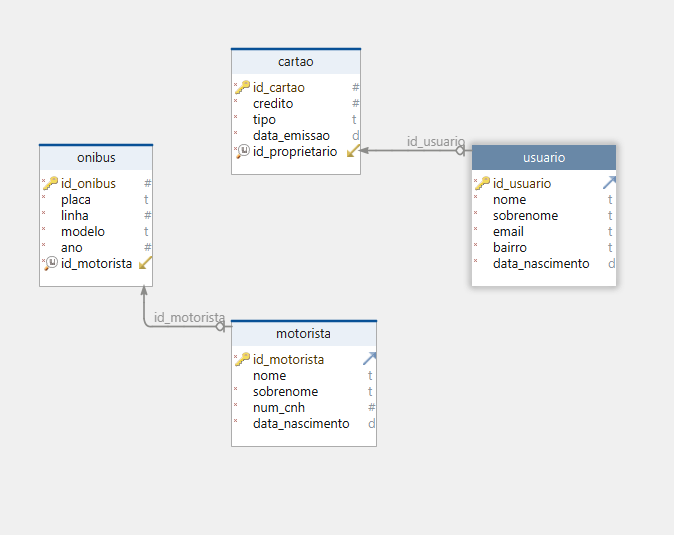 cartao
id_cartao #
credito #
tipo t
data_emissao d
id_proprietario
id_usuario
usuario
id_usuario
nome t
sobrenome t
email t
bairro t
data_nascimento d
onibus
id_onibus #
placa t
linha #
modelo t
ano #
id_motorista
id_motorista
motorista
id_motorista
nome t
sobrenome t
num_cnh #
data_nascimento d